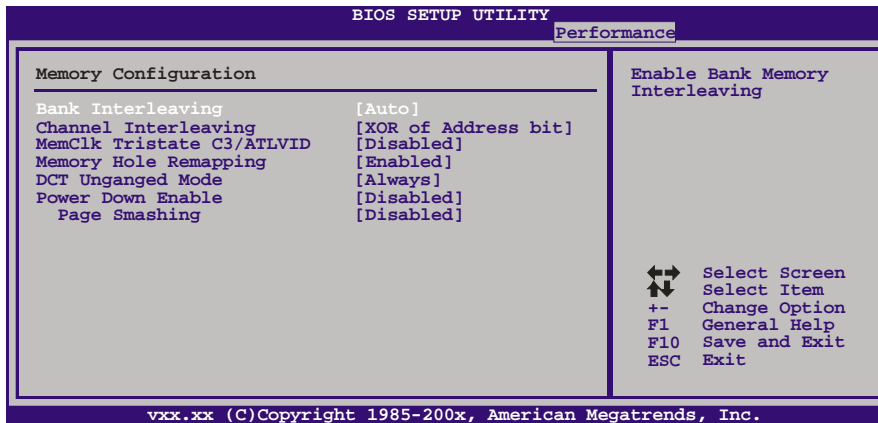 BIOS SETUP UTILITY
Performance
Memory Configuration
Bank Interleaving [Auto]
Channel Interleaving [XOR of Address bit]
MemClk Tristate C3/ATLVID [Disabled]
Memory Hole Remapping [Enabled]
DCT Unganged Mode [Always]
Power Down Enable [Disabled]
Page Smashing [Disabled]
Enable Bank Memory
Interleaving
Select Screen
Select Item
+- Change Option
F1 General Help
F10 Save and Exit
ESC Exit
vxx.xx (C)Copyright 1985-200x, American Megatrends, Inc.